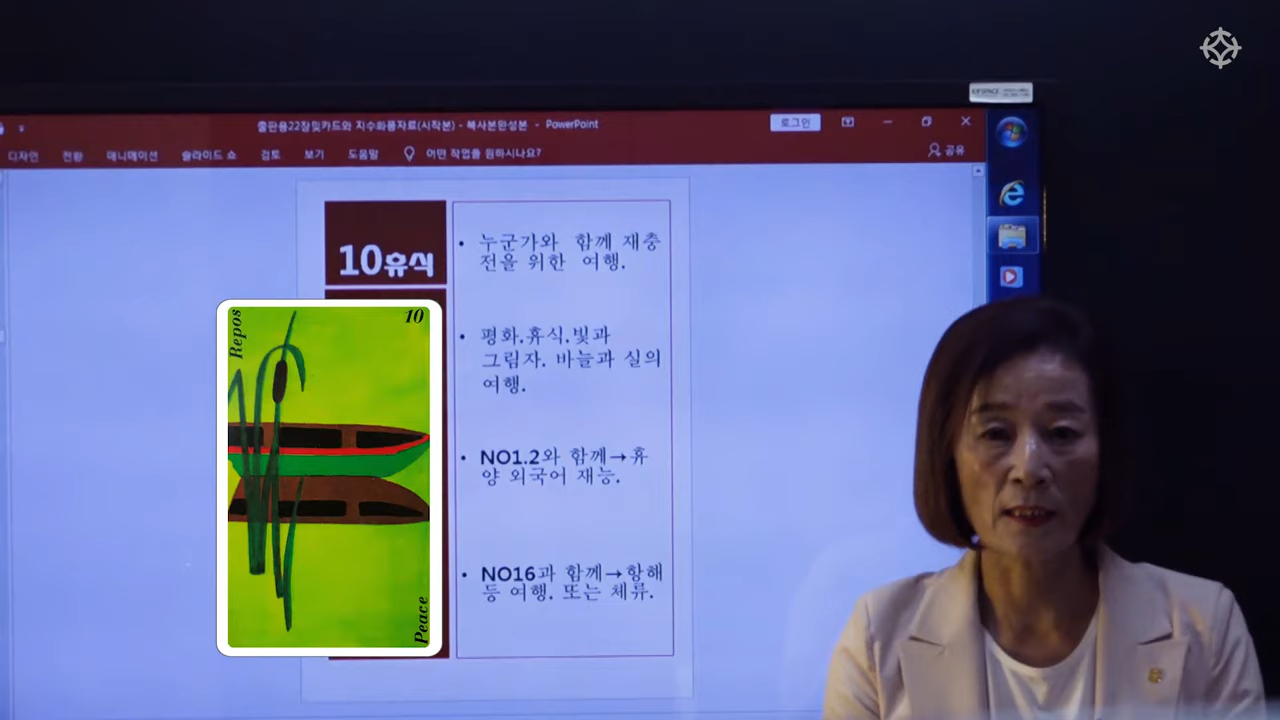 출판용22장및카드와 지수화풍자료(시작본) - 복사본완성본 - PowerPoint
로그인
디자인 전환 애니메이션 슬라이드 쇼 검토 보기 도움말 어떤 작업을 원하시나요?
공유
10휴식
• 누군가와 함께 재충
전을 위한 여행.
• 평화.휴식.빛과
그림자. 바늘과 실의
여행.
• NO1.2와 함께→휴
양 외국어 재능.
• NO16과 함께→항해
등 여행. 또는 체류.
Repos
10
Peace